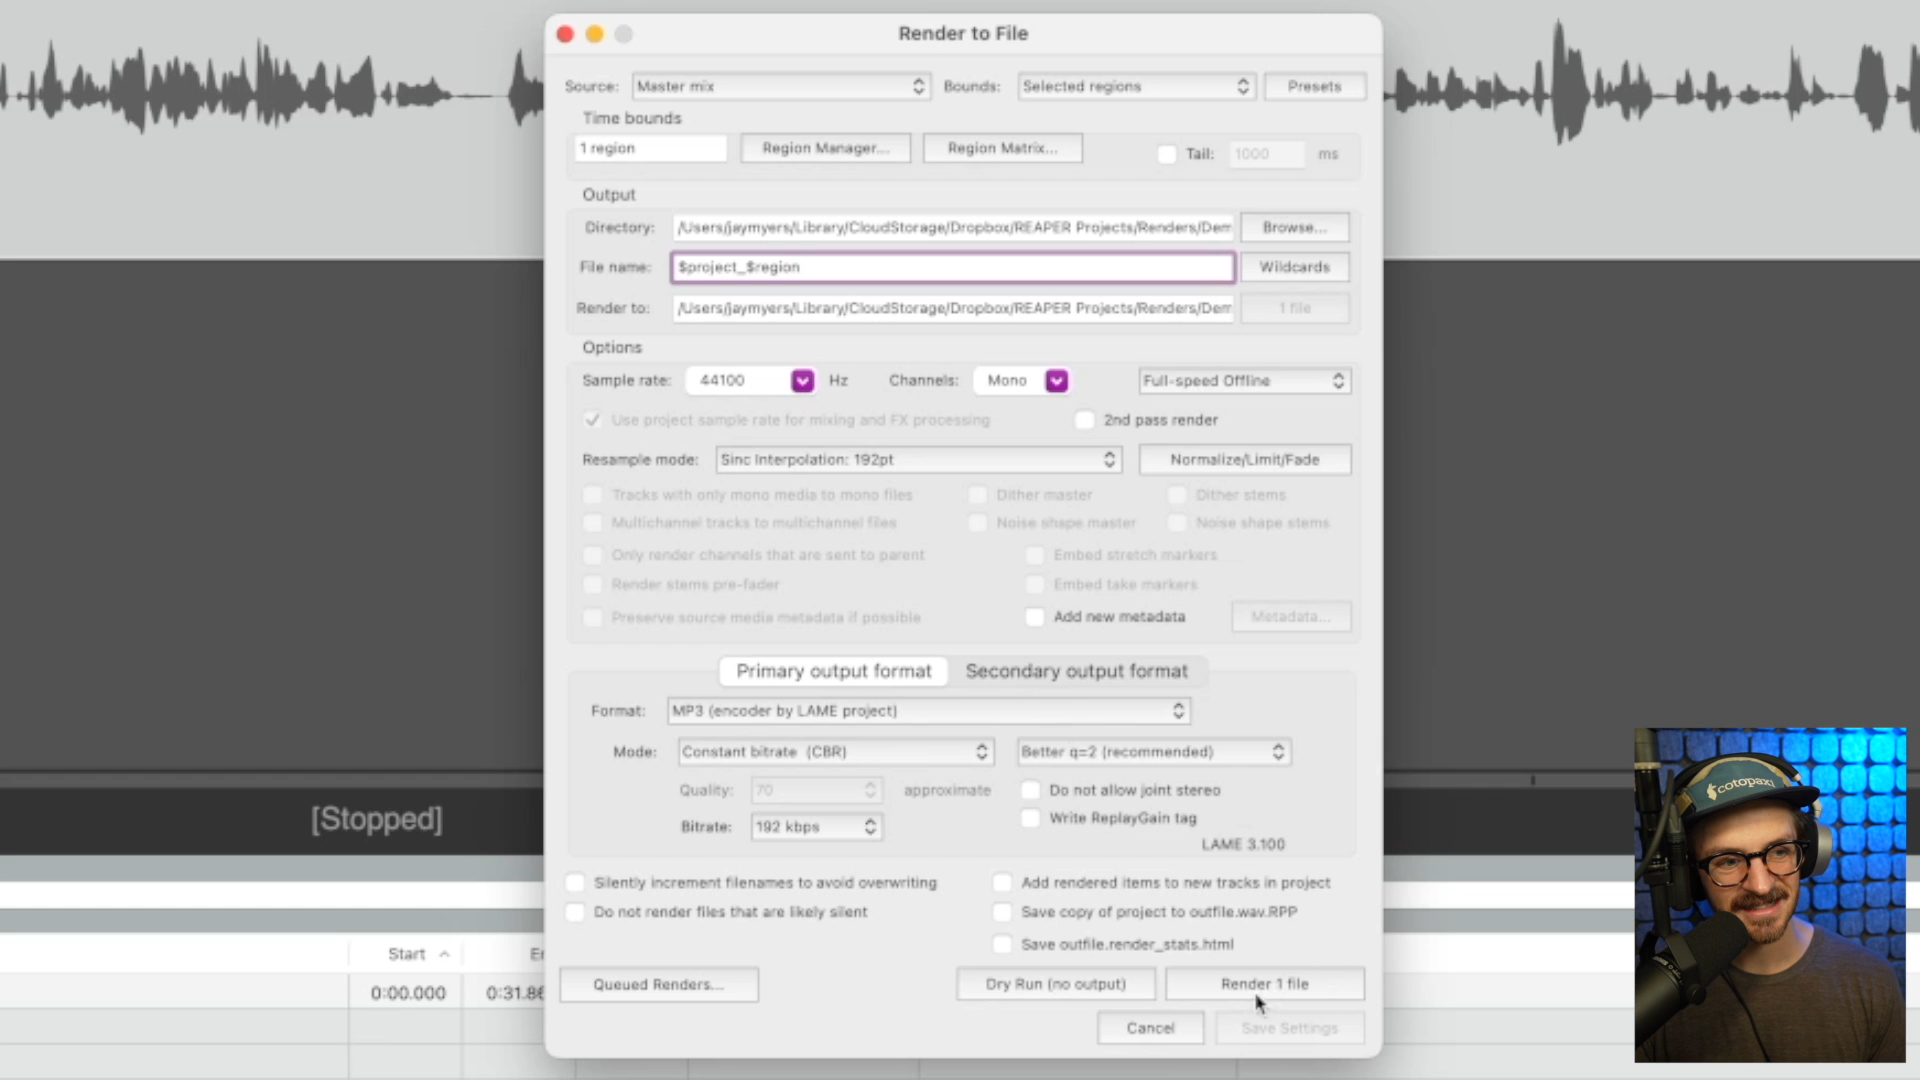 Render to File
Source: Master mix Bounds: Selected regions Presets
Time bounds
1 region Region Manager... Region Matrix... Tail: 1000 ms
Output
Directory: /Users/jaymyers/Library/CloudStorage/Dropbox/REAPER Projects/Renders/Dem Browse...
File name: $project_$region Wildcards
Render to: /Users/jaymyers/Library/CloudStorage/Dropbox/REAPER Projects/Renders/Dem 1 file
Options
Sample rate: 44100 Hz Channels: Mono Full-speed Offline
Use project sample rate for mixing and FX processing 2nd pass render
Resample mode: Sinc Interpolation: 192pt Normalize/Limit/Fade
Tracks with only mono media to mono files Dither master Dither stems
Multichannel tracks to multichannel files Noise shape master Noise shape stems
Only render channels that are sent to parent Embed stretch markers
Render stems pre-fader Embed take markers
Preserve source media metadata if possible Add new metadata Metadata...
Primary output format Secondary output format
Format: MP3 (encoder by LAME project)
Mode: Constant bitrate (CBR) Better q=2 (recommended)
Quality: 70 approximate Do not allow joint stereo
Bitrate: 192 kbps Write ReplayGain tag
LAME 3.100
[Stopped]
cotopaxi
Silently increment filenames to avoid overwriting Add rendered items to new tracks in project
Do not render files that are likely silent Save copy of project to outfile.wav.RPP
Save outfile.render_stats.html
Start
0:00.000 0:31.86
Queued Renders... Dry Run (no output) Render 1 file
Cancel Save Settings